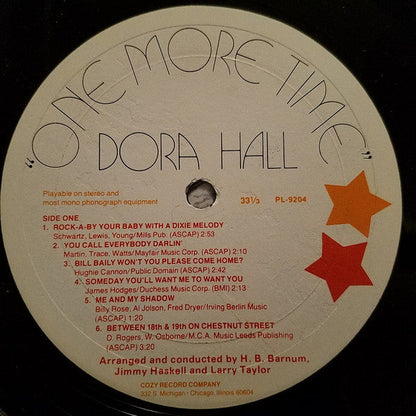 "ONE MORE TIME"
DORA HALL
Playable on stereo and
most mono phonograph equipment
33⅓ PL-9204
SIDE ONE
1. ROCK-A-BY YOUR BABY WITH A DIXIE MELODY
Schwartz, Lewis, Young/Mills Pub. (ASCAP) 2:53
2. YOU CALL EVERYBODY DARLIN'
Martin, Trace, Watts/Mayfair Music Corp. (ASCAP) 2:10
3. BILL BAILY WON'T YOU PLEASE COME HOME?
Hughie Cannon/Public Domain (ASCAP) 2:42
4. SOMEDAY YOU'LL WANT ME TO WANT YOU
James Hodges/Duchess Music Corp. (BMI) 2:13
5. ME AND MY SHADOW
Billy Rose, Al Jolson, Fred Dryer/Irving Berlin Music
(ASCAP) 1:20
6. BETWEEN 18th & 19th ON CHESTNUT STREET
D. Rogers, W. Osborne/M.C.A. Music Leeds Publishing
(ASCAP) 3:20
Arranged and conducted by H. B. Barnum,
Jimmy Haskell and Larry Taylor
COZY RECORD COMPANY
332 S. Michigan • Chicago, Illinois 60604